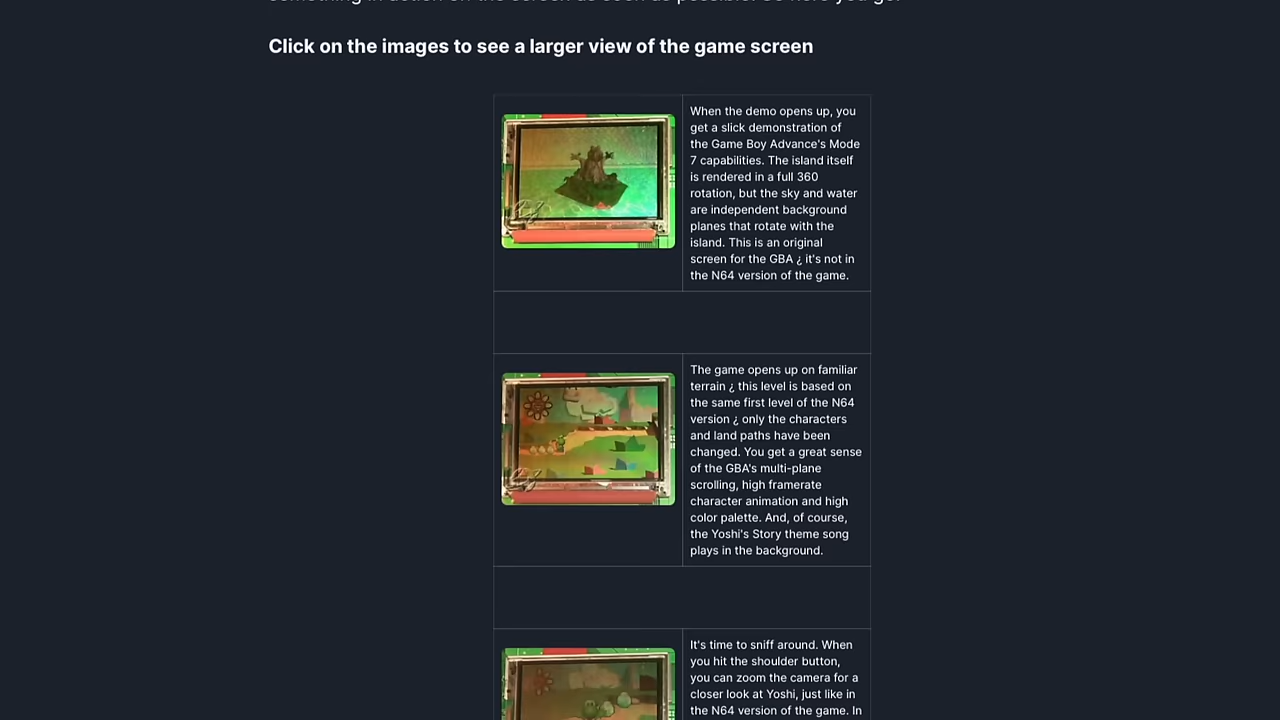 Click on the images to see a larger view of the game screen
When the demo opens up, you
get a slick demonstration of
the Game Boy Advance's Mode
7 capabilities. The island itself
is rendered in a full 360
rotation, but the sky and water
are independent background
planes that rotate with the
island. This is an original
screen for the GBA ¿ it's not in
the N64 version of the game.
The game opens up on familiar
terrain ¿ this level is based on
the same first level of the N64
version ¿ only the characters
and land paths have been
changed. You get a great sense
of the GBA's multi-plane
scrolling, high framerate
character animation and high
color palette. And, of course,
the Yoshi's Story theme song
plays in the background.
It's time to sniff around. When
you hit the shoulder button,
you can zoom the camera for a
closer look at Yoshi, just like in
the N64 version of the game. In